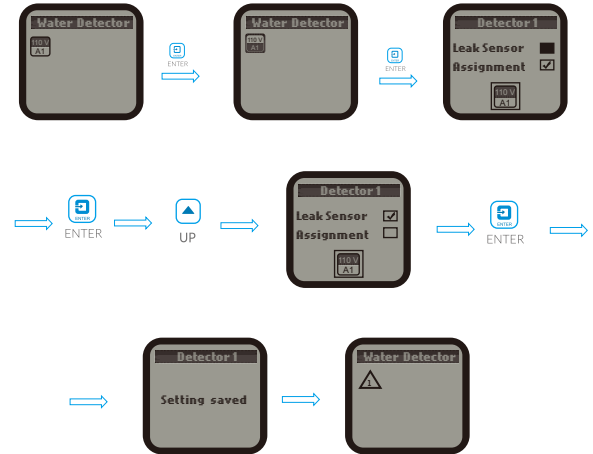 Water Detector
110 V
A1
ENTER
Water Detector
110 V
A1
ENTER
Detector 1
Leak Sensor
Assignment
110 V
A1
ENTER
ENTER
UP
Detector 1
Leak Sensor
Assignment
110 V
A1
ENTER
ENTER
Detector 1
Setting saved
Water Detector
1